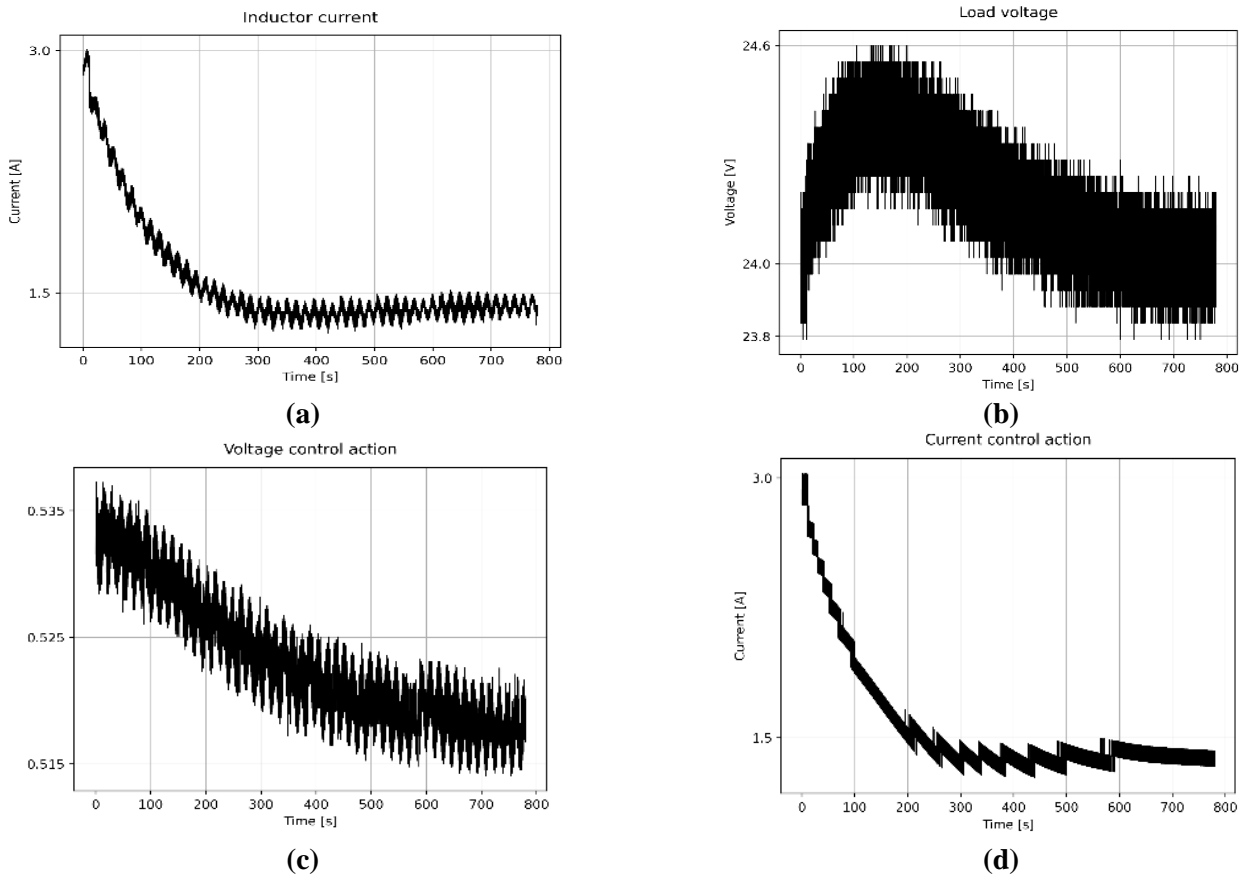 Inductor current
3.0
Current [A]
1.5
0 100 200 300 400 500 600 700 800
Time [s]
(a)
Load voltage
24.6
Voltage [V]
24.0
23.8
0 100 200 300 400 500 600 700 800
Time [s]
(b)
Voltage control action
0.535
0.525
0.515
0 100 200 300 400 500 600 700 800
Time [s]
(c)
Current control action
3.0
Current [A]
1.5
0 100 200 300 400 500 600 700 800
Time [s]
(d)